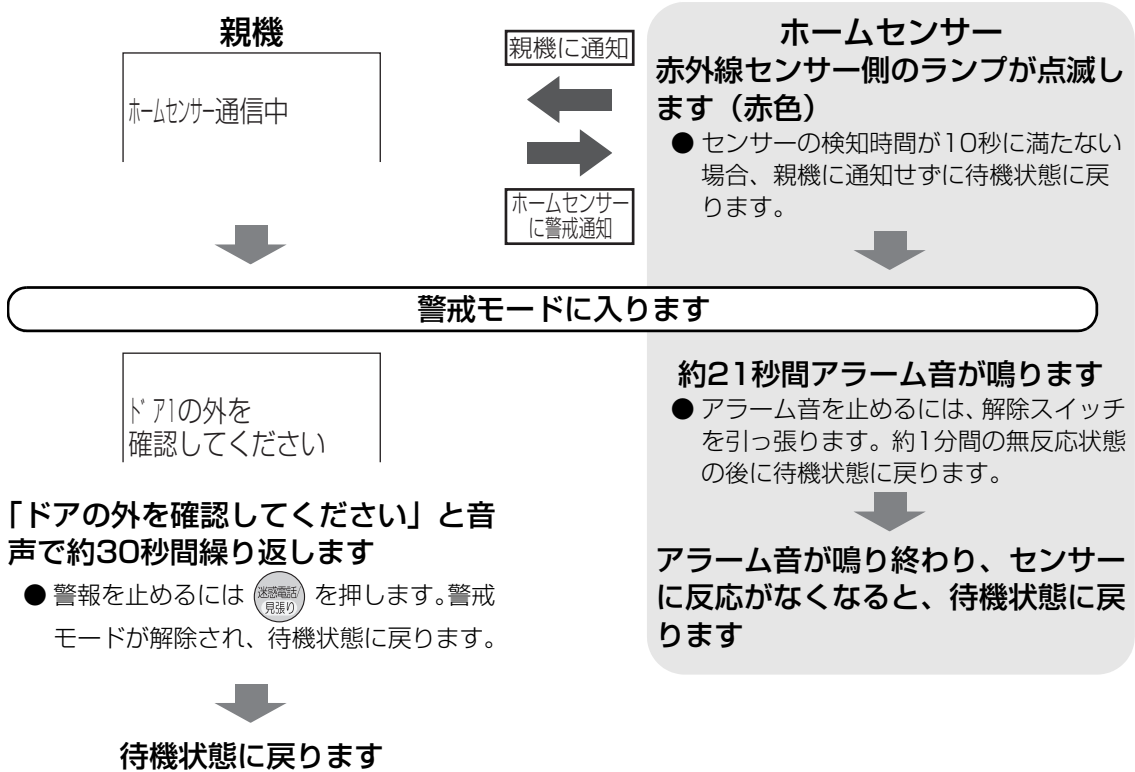 親機
ホームセンサー通信中
親機に通知
ホームセンサー
に警戒通知
ホームセンサー
赤外線センサー側のランプが点滅し
ます（赤色）
● センサーの検知時間が10秒に満たない
場合、親機に通知せずに待機状態に戻
ります。
警戒モードに入ります
ドア1の外を
確認してください
「ドアの外を確認してください」と音
声で約30秒間繰り返します
● 警報を止めるには 迷惑電話 見張り を押します。警戒
モードが解除され、待機状態に戻ります。
待機状態に戻ります
約21秒間アラーム音が鳴ります
● アラーム音を止めるには、解除スイッチ
を引っ張ります。約1分間の無反応状態
の後に待機状態に戻ります。
アラーム音が鳴り終わり、センサー
に反応がなくなると、待機状態に戻
ります